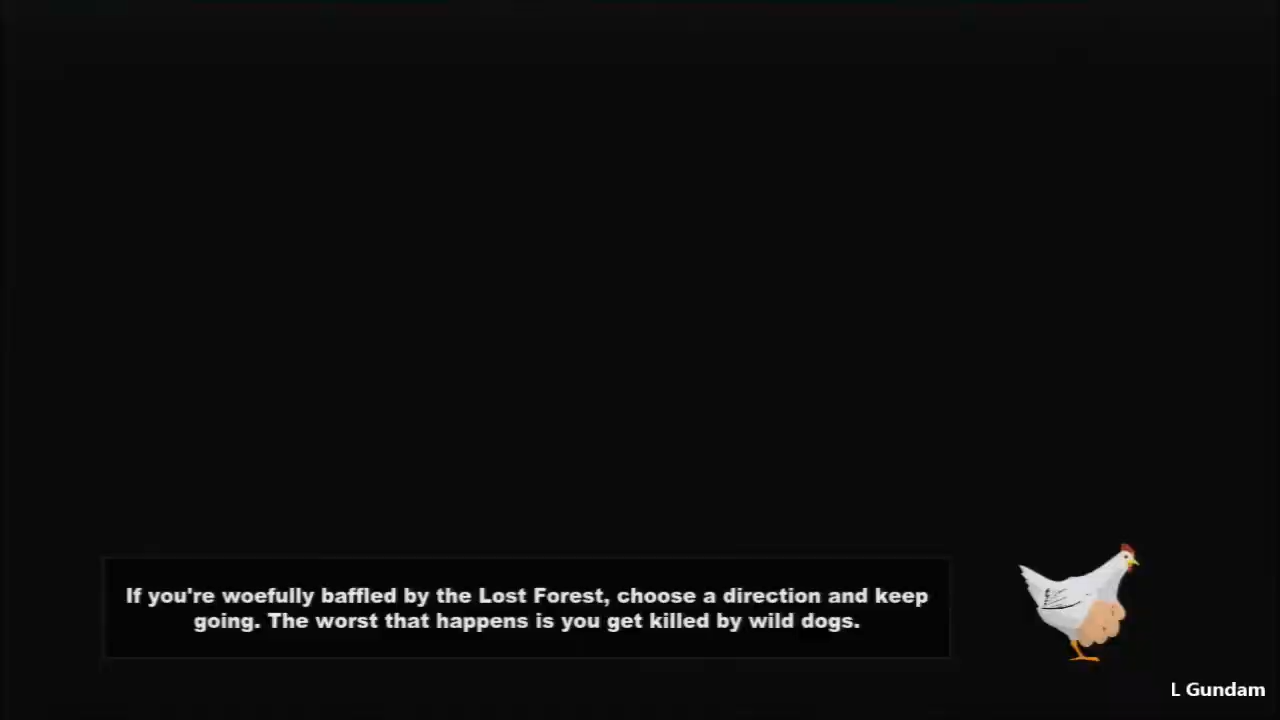 If you're woefully baffled by the Lost Forest, choose a direction and keep
going. The worst that happens is you get killed by wild dogs.
L Gundam